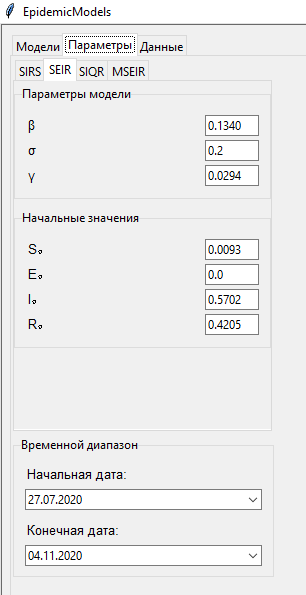 EpidemicModels
Модели Параметры Данные
SIRS SEIR SIQR MSEIR
Параметры модели
β 0.1340
σ 0.2
γ 0.0294
Начальные значения
S₀ 0.0093
E₀ 0.0
I₀ 0.5702
R₀ 0.4205
Временной диапазон
Начальная дата:
27.07.2020
Конечная дата:
04.11.2020